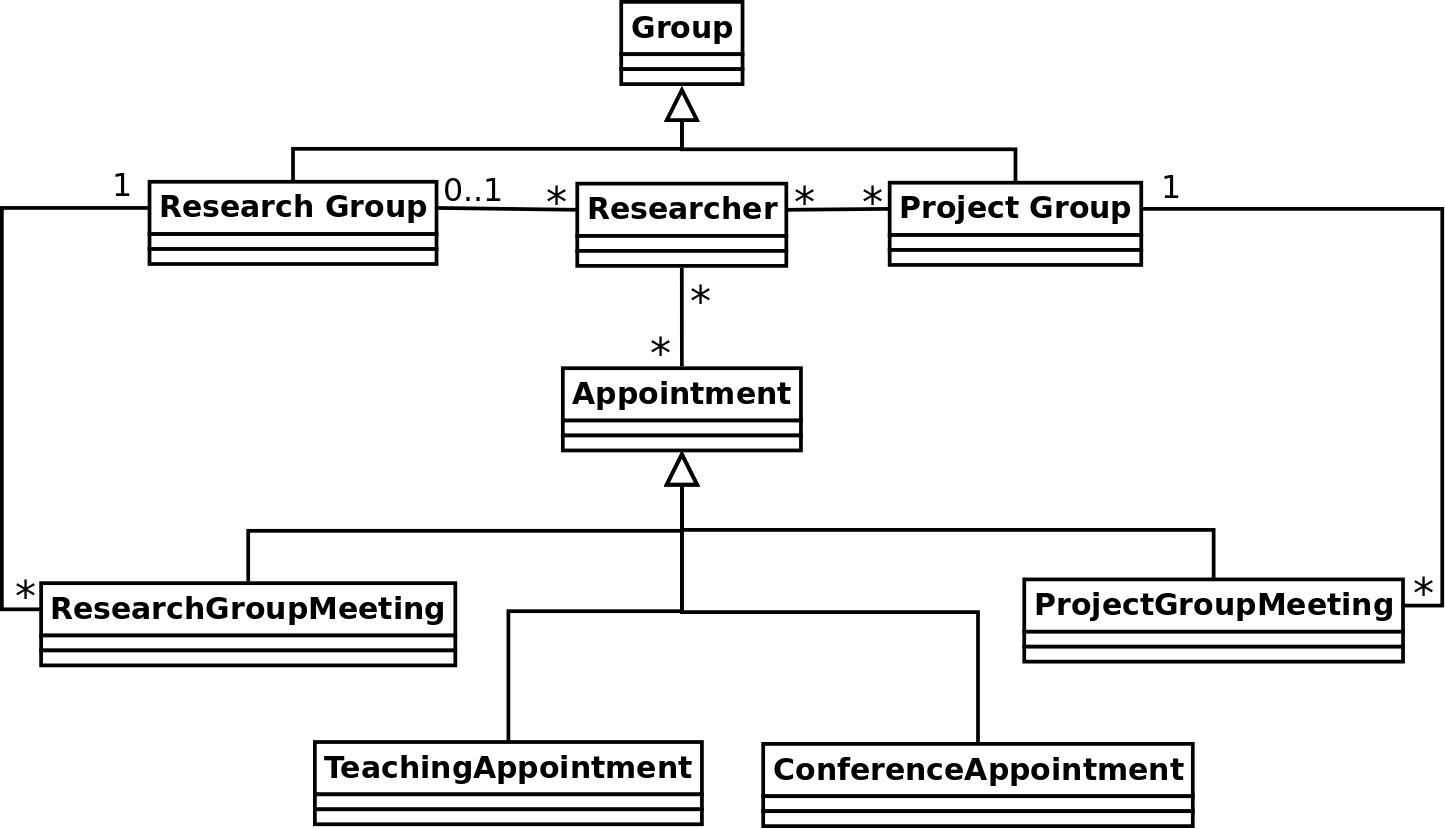 Group
1
Research Group
0..1
*
Researcher
*
*
Project Group
1
*
*
Appointment
*
ResearchGroupMeeting
ProjectGroupMeeting
*
TeachingAppointment
ConferenceAppointment